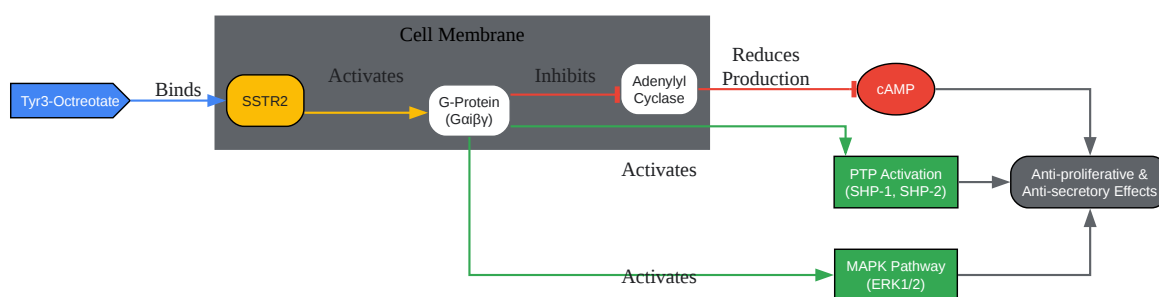 Cell Membrane
Tyr3-Octreotate
Binds
SSTR2
Activates
G-Protein
(Gαiβγ)
Inhibits
Adenylyl
Cyclase
Reduces
Production
cAMP
Activates
PTP Activation
(SHP-1, SHP-2)
Anti-proliferative &
Anti-secretory Effects
Activates
MAPK Pathway
(ERK1/2)